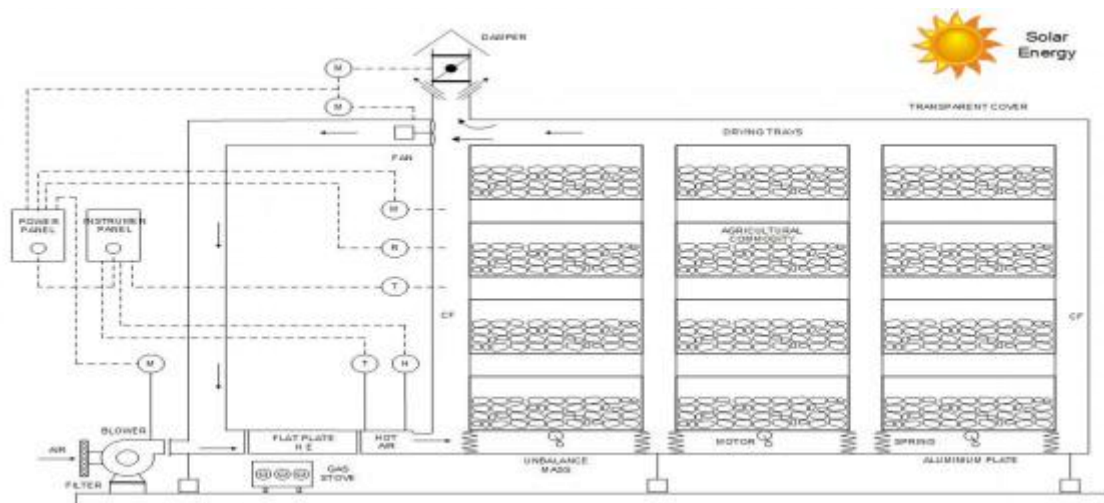 DAMPER
Solar
Energy
M
M
TRANSPARENT COVER
DRYING TRAYS
FAN
M
POWER
PANEL
INSTRUMEN
PANEL
R
AGRICULTURAL
COMMODITY
T
CF
CF
M
T
H
BLOWER
AIR
FLAT PLATE
H E
HOT
AIR
MOTOR
SPRING
UNBALANCE
MASS
ALUMINIUM PLATE
GAS
STOVE
FILTER